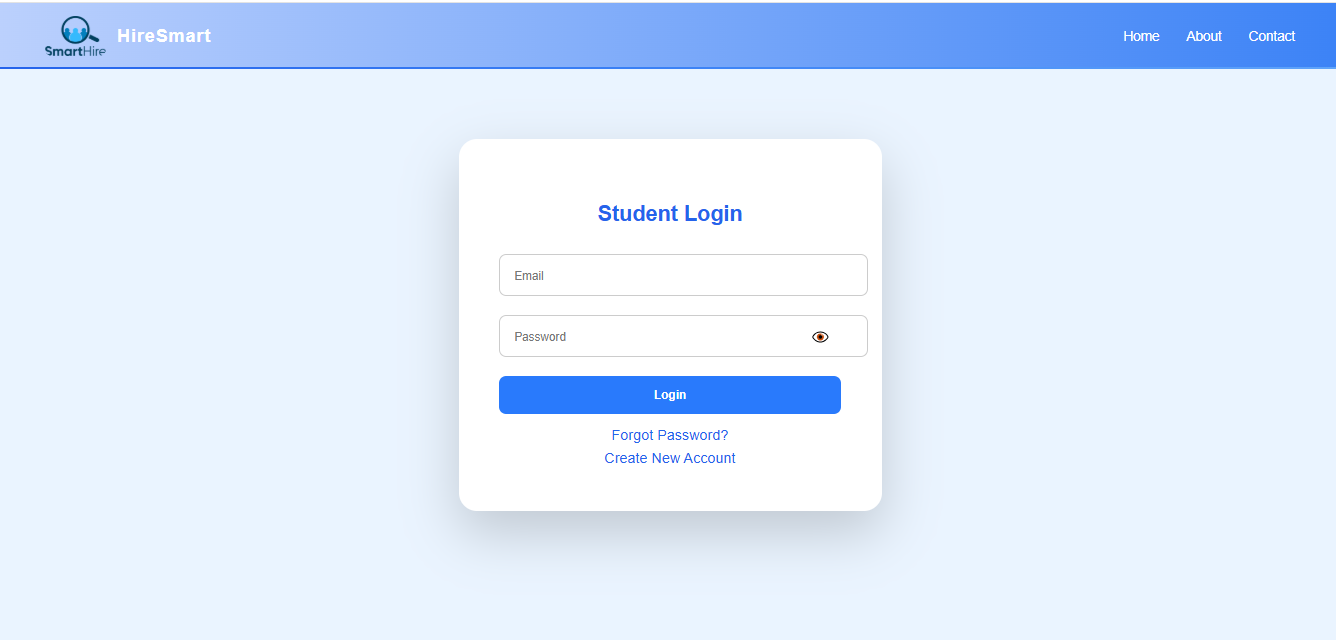 SmartHire
HireSmart
Home About Contact
Student Login
Email
Password
Login
Forgot Password?
Create New Account